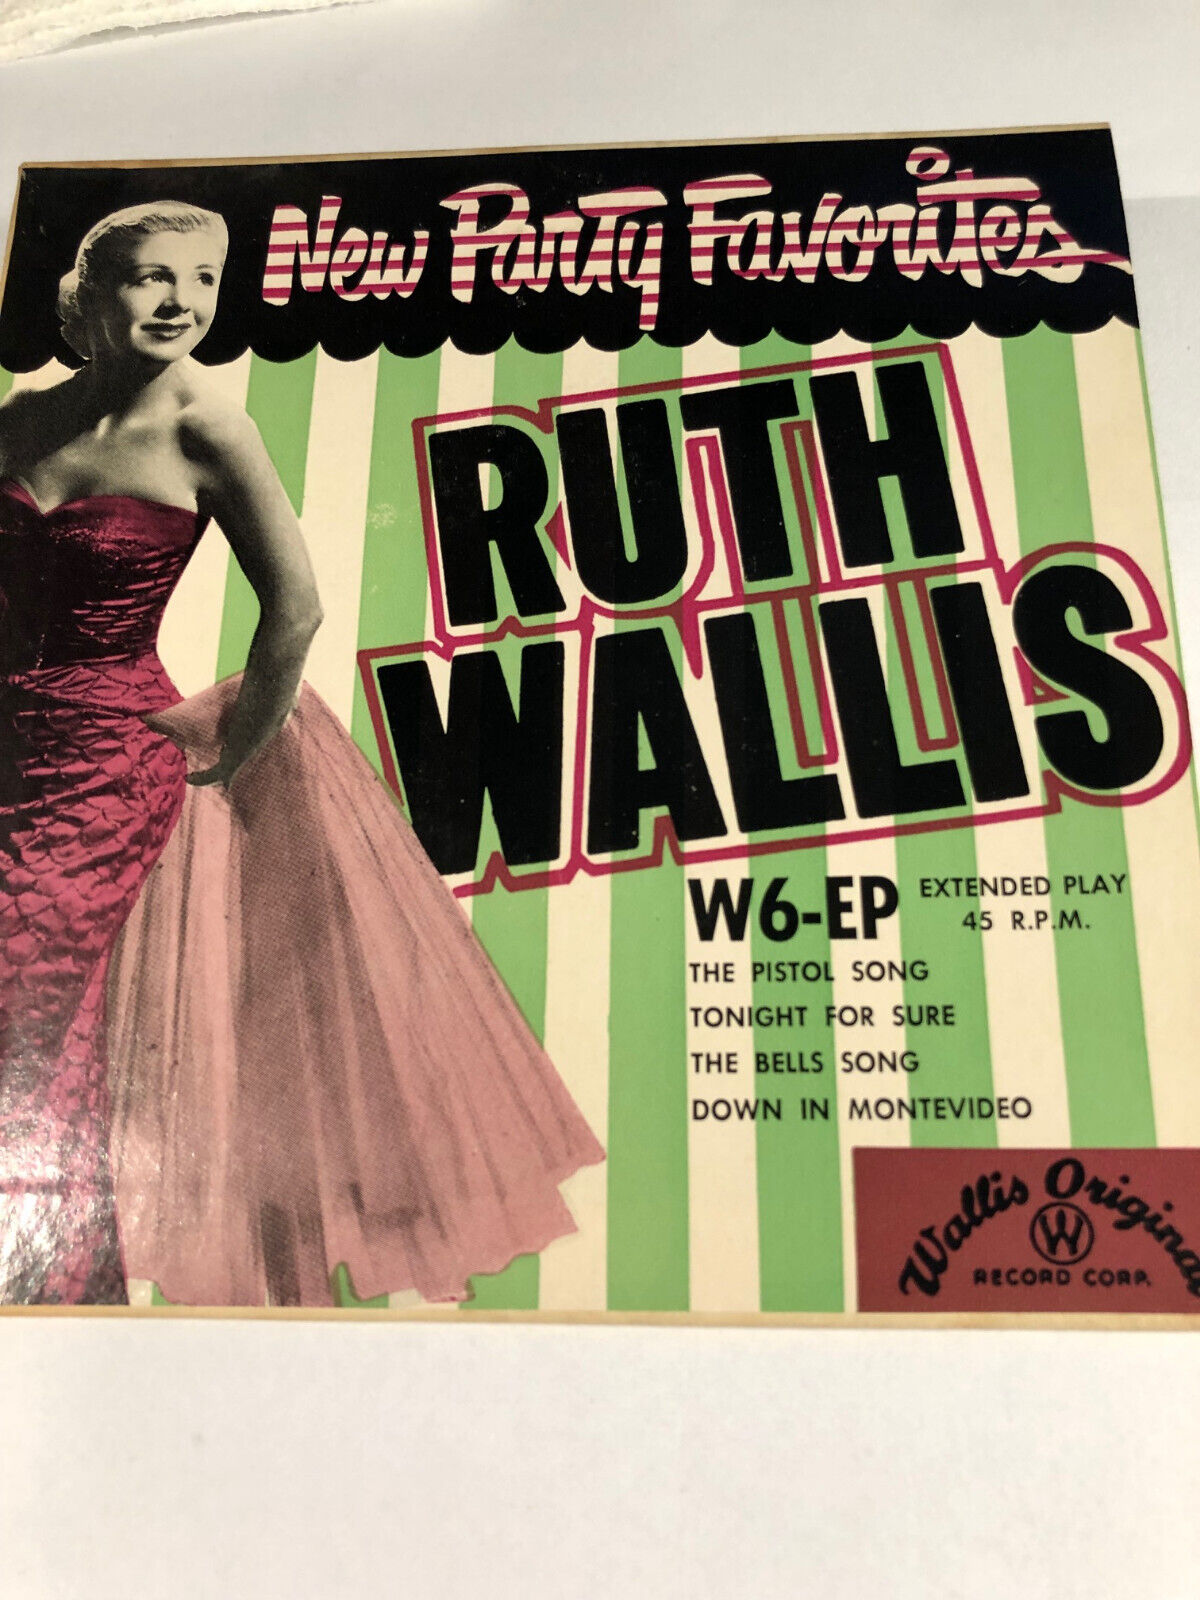 New Party Favorites
RUTH
WALLIS
W6-EP EXTENDED PLAY
45 R.P.M.
THE PISTOL SONG
TONIGHT FOR SURE
THE BELLS SONG
DOWN IN MONTEVIDEO
Wallis Original
W
RECORD CORP.